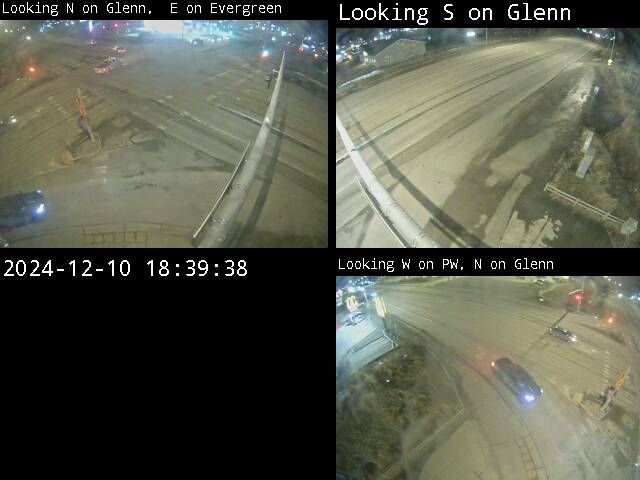 Looking N on Glenn,  E on Evergreen
Looking S on Glenn
2024-12-10 18:39:38
Looking W on PW, N on Glenn